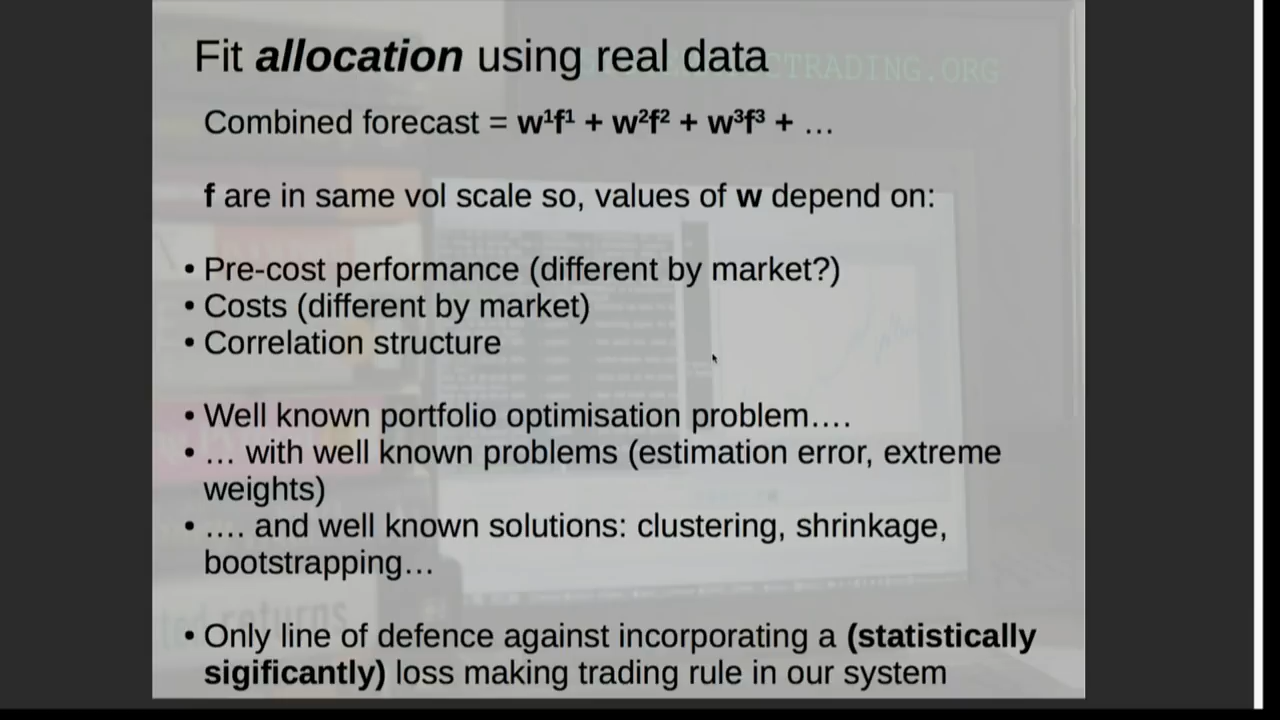 Fit allocation using real data
CTRADING.ORG
Combined forecast = w¹f¹ + w²f² + w³f³ + …
f are in same vol scale so, values of w depend on:
• Pre-cost performance (different by market?)
• Costs (different by market)
• Correlation structure
• Well known portfolio optimisation problem….
• … with well known problems (estimation error, extreme
weights)
• …. and well known solutions: clustering, shrinkage,
bootstrapping…
returns
• Only line of defence against incorporating a (statistically
sigificantly) loss making trading rule in our system